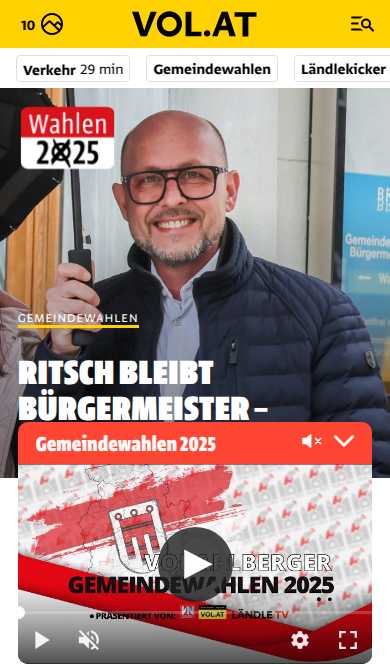 10
VOL.AT
Verkehr 29 min
Gemeindewahlen
Ländlekicker
Wahlen
2025
GEMEINDEWAHLEN
RITSCH BLEIBT
BÜRGERMEISTER –
Gemeindewahlen 2025
GEMEINDEWAHLEN 2025
PRÄSENTIERT VON: VN VOL.AT LÄNDLE TV